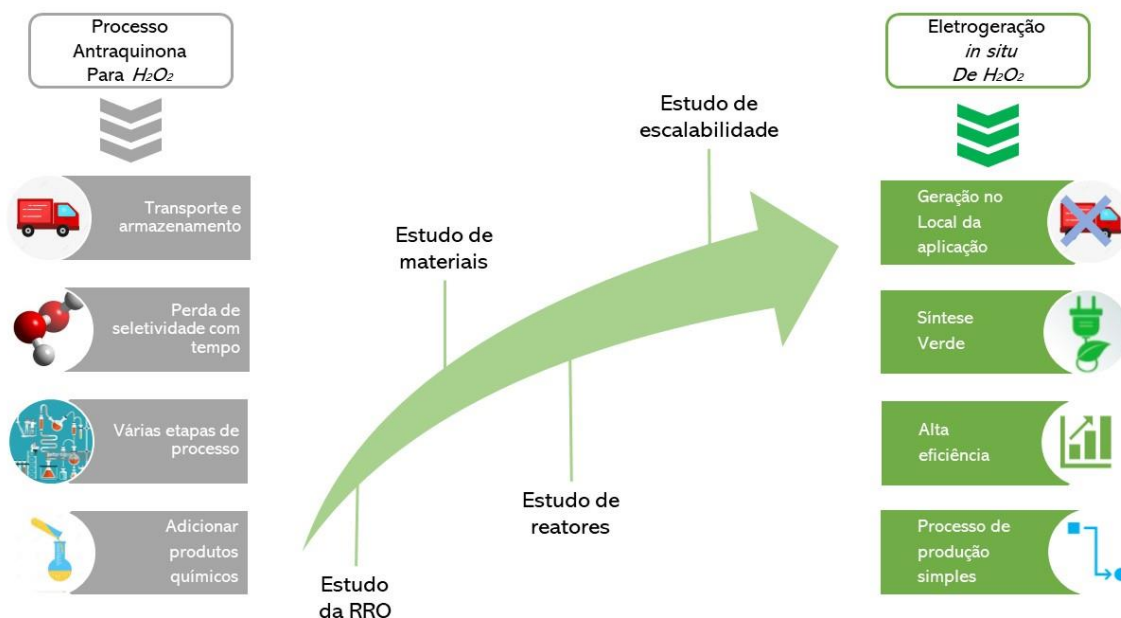 Processo
Antraquinona
Para H₂O₂
Transporte e
armazenamento
Perda de
seletividade com
tempo
Várias etapas de
processo
Adicionar
produtos
químicos
Estudo
da RRO
Estudo de
materiais
Estudo de
reatores
Estudo de
escalabilidade
Eletrogeração
in situ
De H₂O₂
Geração no
Local da
aplicação
Síntese
Verde
Alta
eficiência
Processo de
produção
simples